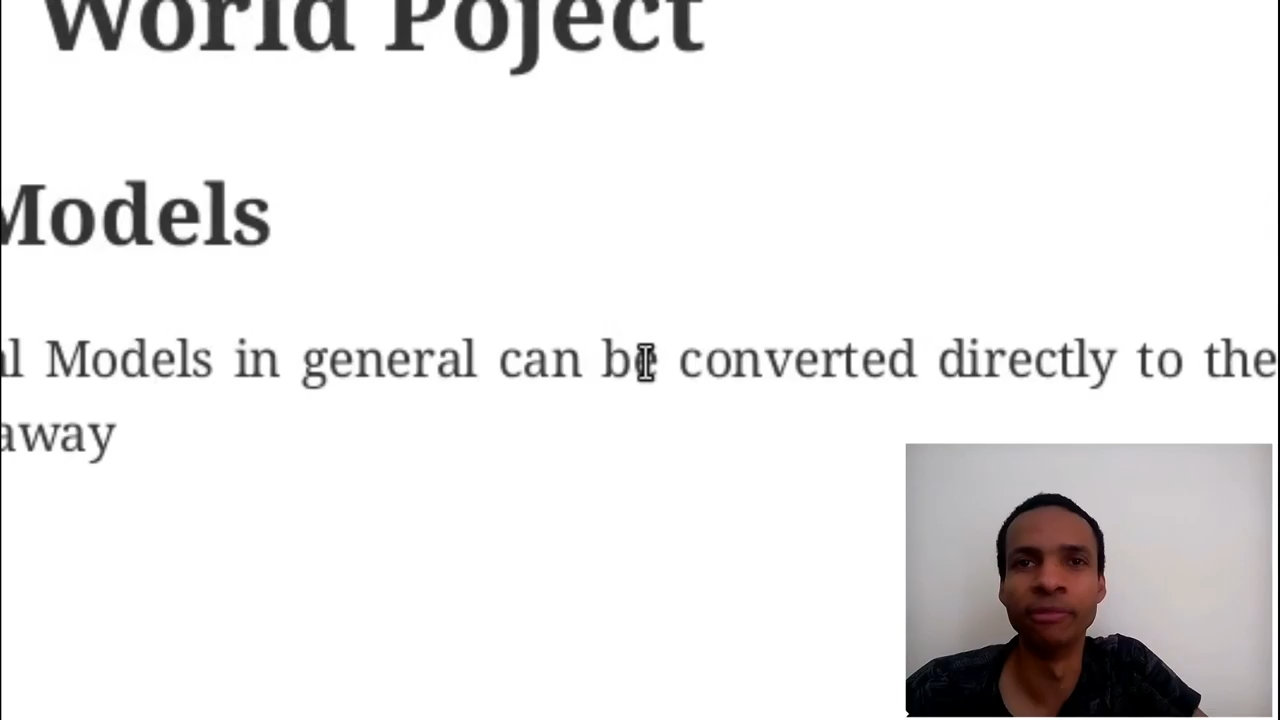 World Poject
Models
Models in general can be converted directly to the
away